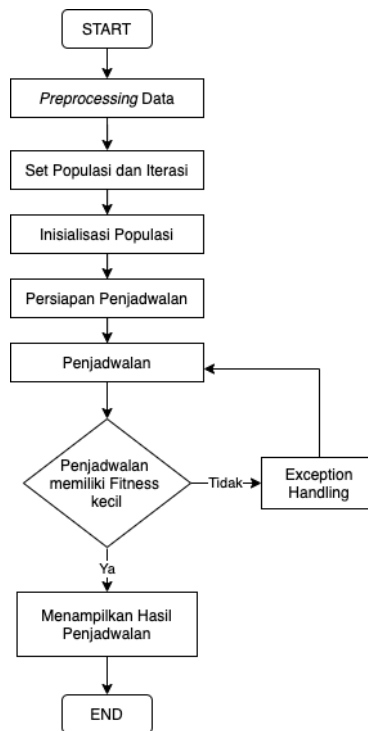 START
Preprocessing Data
Set Populasi dan Iterasi
Inisialisasi Populasi
Persiapan Penjadwalan
Penjadwalan
Penjadwalan
memiliki Fitness
kecil
Tidak
Exception
Handling
Ya
Menampilkan Hasil
Penjadwalan
END